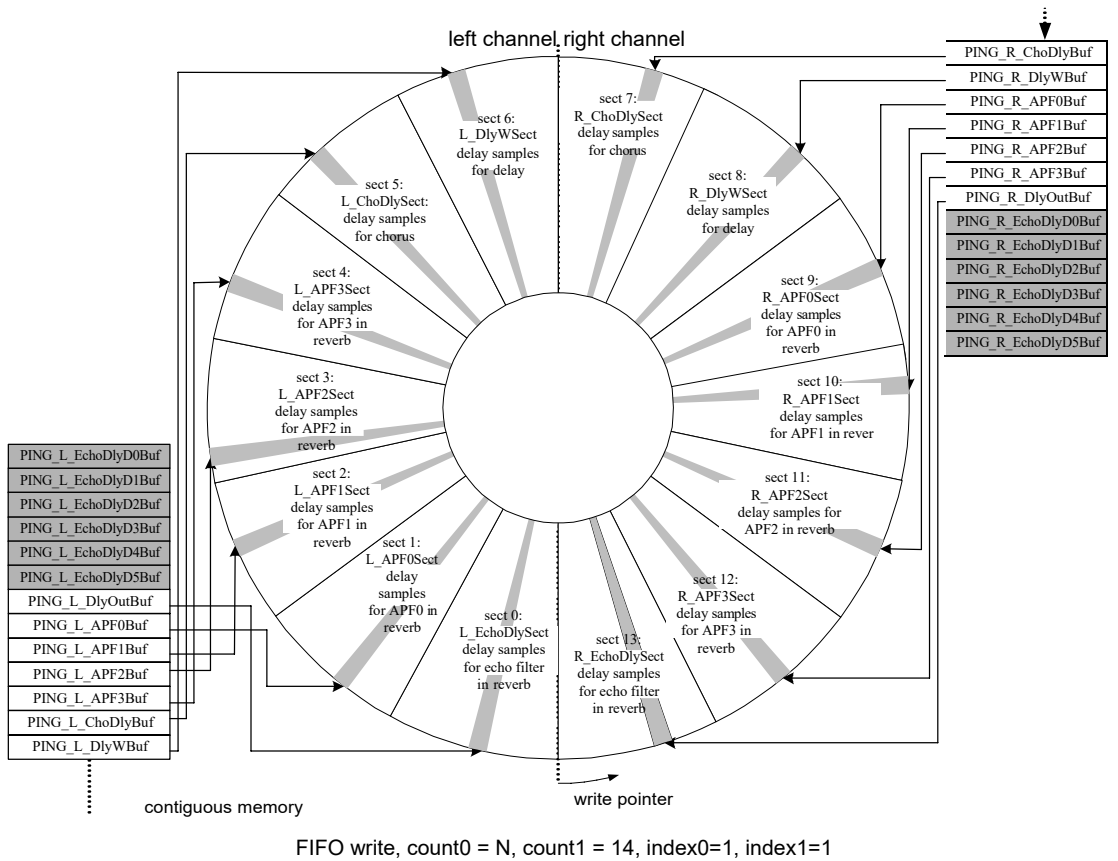 left channel right channel
PING_R_ChoDlyBuf
PING_R_DlyWBuf
PING_R_APF0Buf
PING_R_APF1Buf
PING_R_APF2Buf
PING_R_APF3Buf
PING_R_DlyOutBuf
PING_R_EchoDlyD0Buf
PING_R_EchoDlyD1Buf
PING_R_EchoDlyD2Buf
PING_R_EchoDlyD3Buf
PING_R_EchoDlyD4Buf
PING_R_EchoDlyD5Buf
sect 6:
L_DlyWSect
delay samples
for delay
sect 7:
R_ChoDlySect
delay samples
for chorus
sect 5:
L_ChoDlySect:
delay samples
for chorus
sect 8:
R_DlyWSect
delay samples
for delay
sect 4:
L_APF3Sect
delay samples
for APF3 in
reverb
sect 9:
R_APF0Sect
delay samples
for APF0 in
reverb
sect 3:
L_APF2Sect
delay samples
for APF2 in
reverb
sect 10:
R_APF1Sect
delay samples
for APF1 in rever
sect 2:
L_APF1Sect
delay samples
for APF1 in
reverb
sect 11:
R_APF2Sect
delay samples for
APF2 in reverb
sect 1:
L_APF0Sect
delay
samples
for APF0 in
reverb
sect 12:
R_APF3Sect
delay samples
for APF3 in
reverb
sect 0:
L_EchoDlySect
delay samples
for echo filter
in reverb
sect 13:
R_EchoDlySect
delay samples
for echo filter
in reverb
PING_L_EchoDlyD0Buf
PING_L_EchoDlyD1Buf
PING_L_EchoDlyD2Buf
PING_L_EchoDlyD3Buf
PING_L_EchoDlyD4Buf
PING_L_EchoDlyD5Buf
PING_L_DlyOutBuf
PING_L_APF0Buf
PING_L_APF1Buf
PING_L_APF2Buf
PING_L_APF3Buf
PING_L_ChoDlyBuf
PING_L_DlyWBuf
contiguous memory
write pointer
FIFO write, count0 = N, count1 = 14, index0=1, index1=1